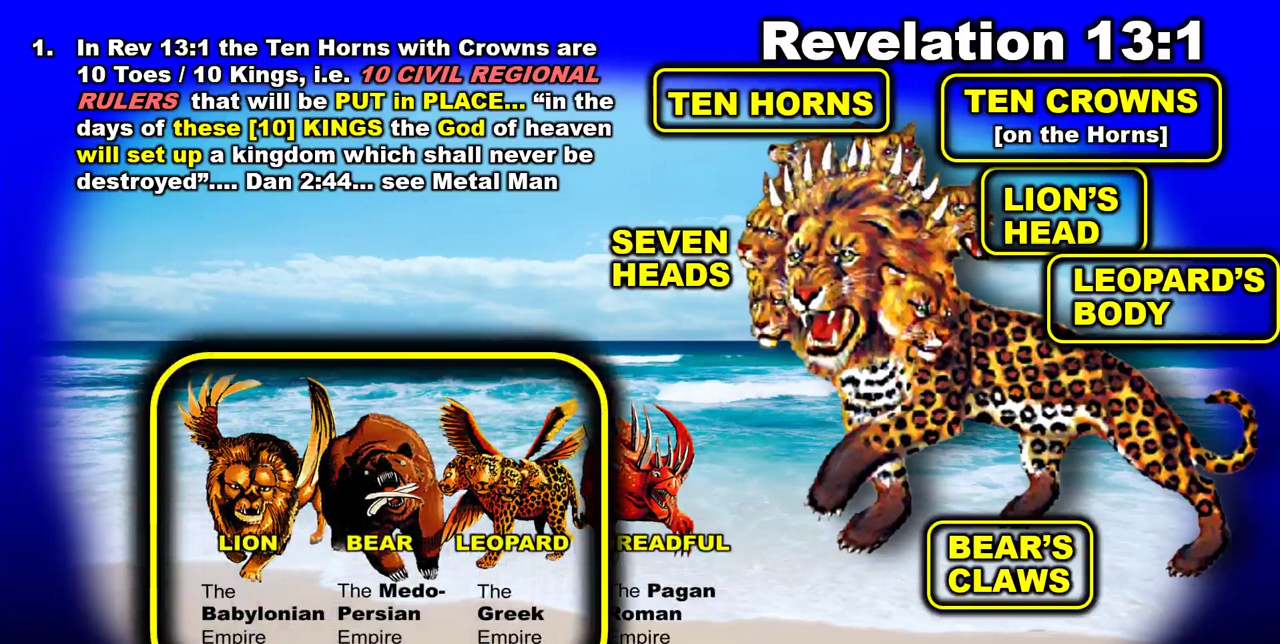 Revelation 13:1
1. In Rev 13:1 the Ten Horns with Crowns are
10 Toes / 10 Kings, i.e. 10 CIVIL REGIONAL
RULERS that will be PUT in PLACE... “in the
days of these [10] KINGS the God of heaven
will set up a kingdom which shall never be
destroyed”.... Dan 2:44... see Metal Man
TEN HORNS
TEN CROWNS
[on the Horns]
LION’S
HEAD
SEVEN
HEADS
LEOPARD’S
BODY
BEAR’S
CLAWS
LION
BEAR
LEOPARD
READFUL
The
Babylonian
Empire
The Medo-
Persian
Empire
The
Greek
Empire
he Pagan
Roman
mpire